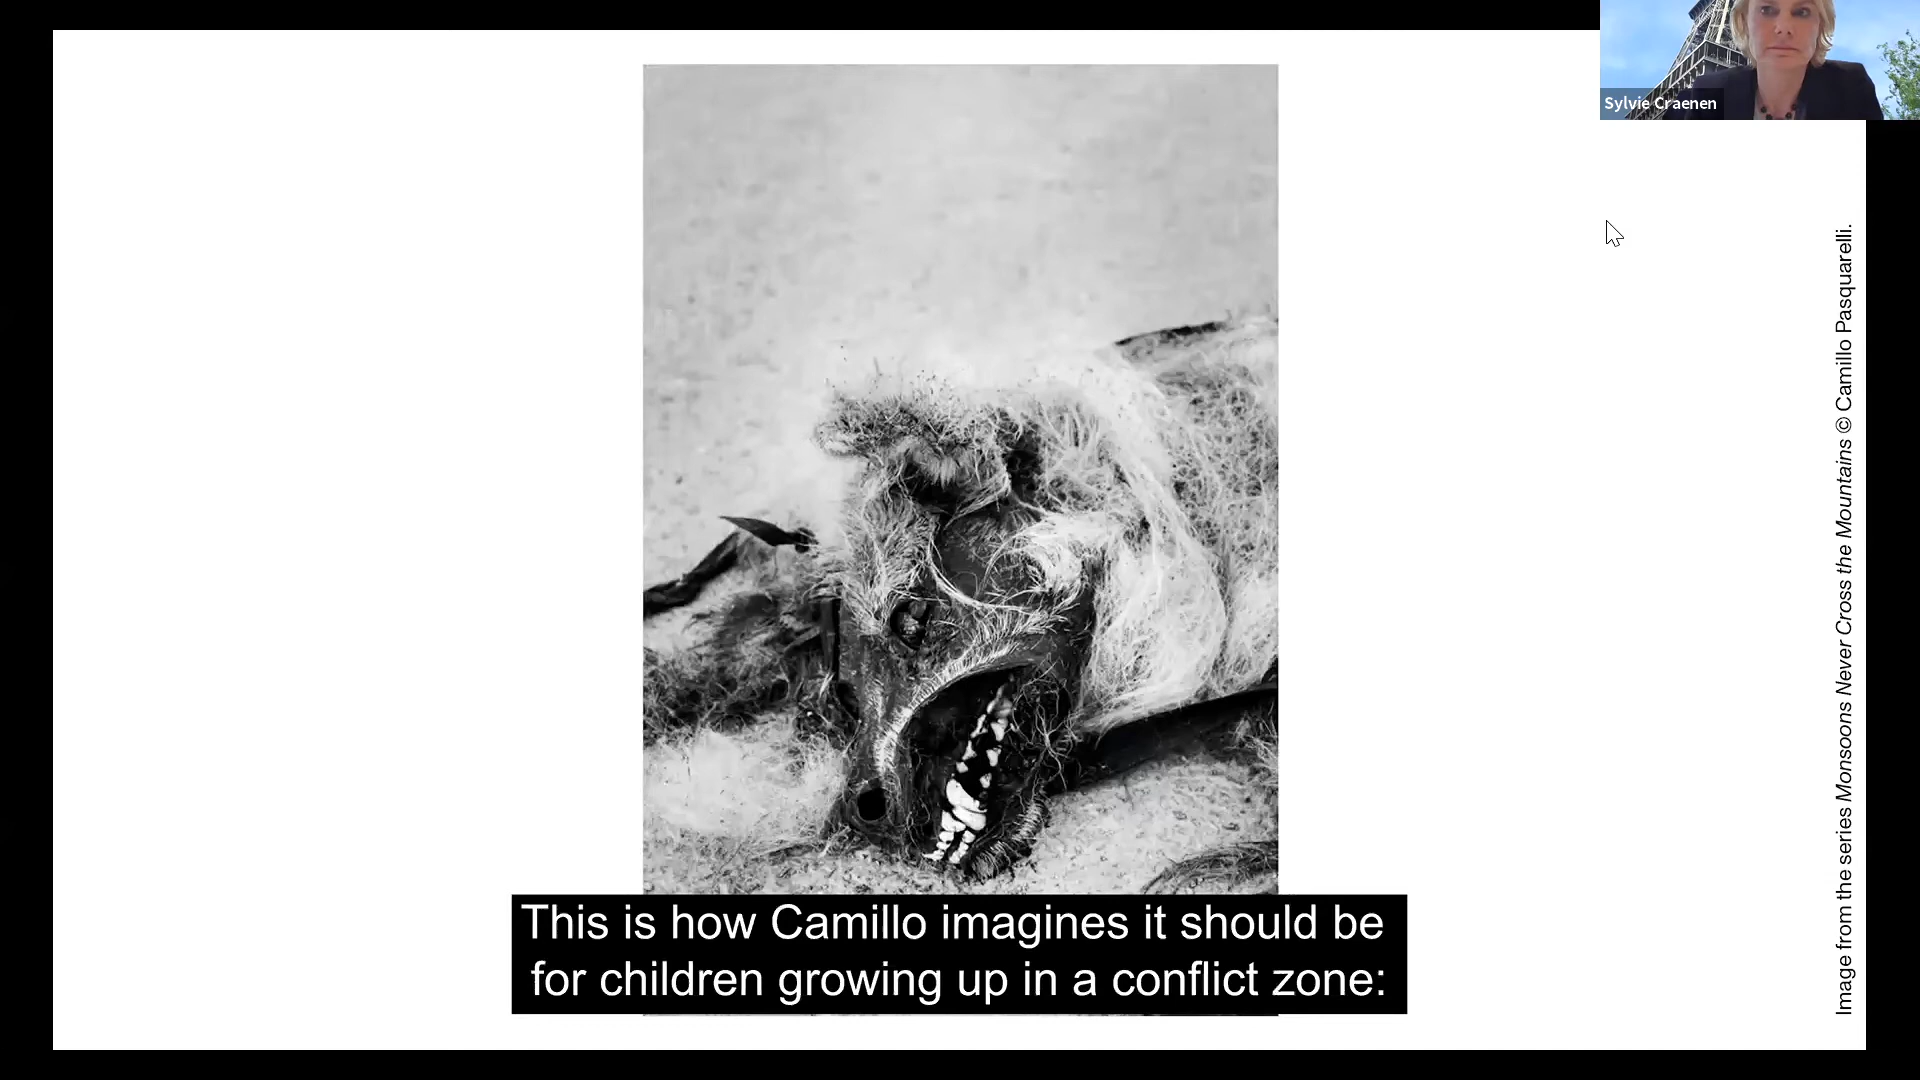 Sylvie Craenen
Image from the series Monsoons Never Cross the Mountains © Camillo Pasquarelli.
This is how Camillo imagines it should be
for children growing up in a conflict zone: